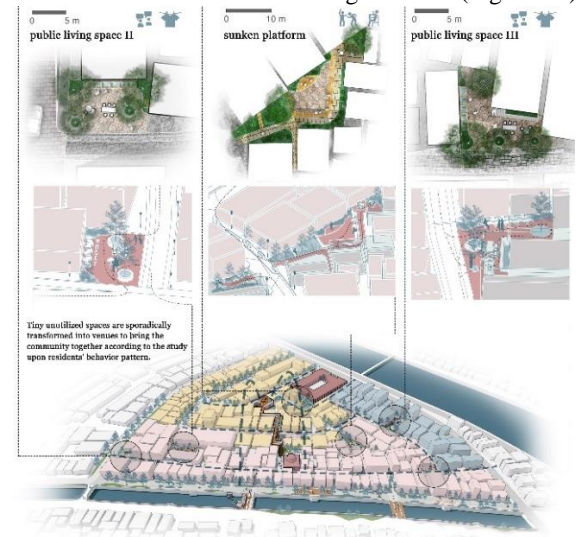 0 5 m
public living space II
0 10 m
sunken platform
0 5 m
public living space III
Tiny unutilized spaces are sporadically
transformed into venues to bring the
community together according to the study
upon residents' behavior pattern.